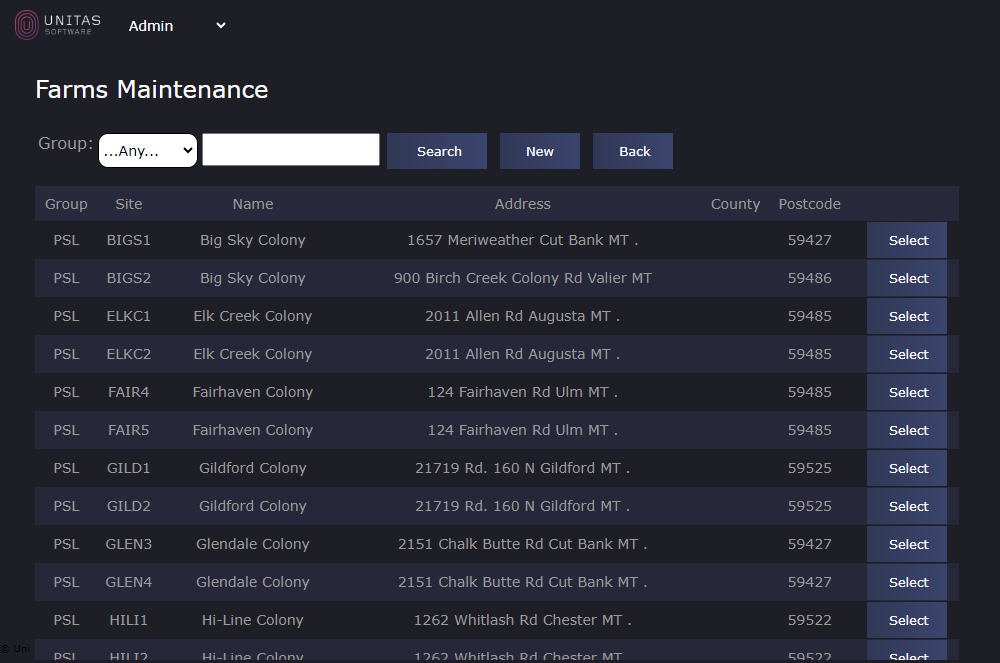 UNITAS
SOFTWARE
Admin
Farms Maintenance
Group: ...Any... Search New Back
Group Site Name Address County Postcode
PSL BIGS1 Big Sky Colony 1657 Meriweather Cut Bank MT . 59427 Select
PSL BIGS2 Big Sky Colony 900 Birch Creek Colony Rd Valier MT 59486 Select
PSL ELKC1 Elk Creek Colony 2011 Allen Rd Augusta MT . 59485 Select
PSL ELKC2 Elk Creek Colony 2011 Allen Rd Augusta MT . 59485 Select
PSL FAIR4 Fairhaven Colony 124 Fairhaven Rd Ulm MT . 59485 Select
PSL FAIR5 Fairhaven Colony 124 Fairhaven Rd Ulm MT . 59485 Select
PSL GILD1 Gildford Colony 21719 Rd. 160 N Gildford MT . 59525 Select
PSL GILD2 Gildford Colony 21719 Rd. 160 N Gildford MT . 59525 Select
PSL GLEN3 Glendale Colony 2151 Chalk Butte Rd Cut Bank MT . 59427 Select
PSL GLEN4 Glendale Colony 2151 Chalk Butte Rd Cut Bank MT . 59427 Select
PSL HILI1 Hi-Line Colony 1262 Whitlash Rd Chester MT . 59522 Select
© Uni
PSL HILI2 Hi-Line Colony 1262 Whitlash Rd Chester MT . 59522 Select